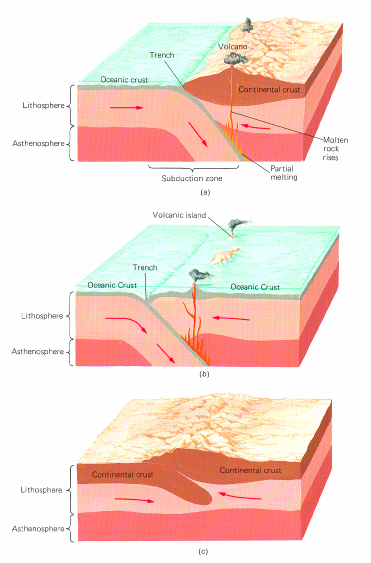 Trench
Volcano
Oceanic crust
Continental crust
Lithosphere
Asthenosphere
Molten
rock
rises
Partial
melting
Subduction zone
(a)
Volcanic island
Trench
Oceanic Crust
Oceanic Crust
Lithosphere
Asthenosphere
(b)
Continental crust
Continental crust
Lithosphere
Asthenosphere
(c)